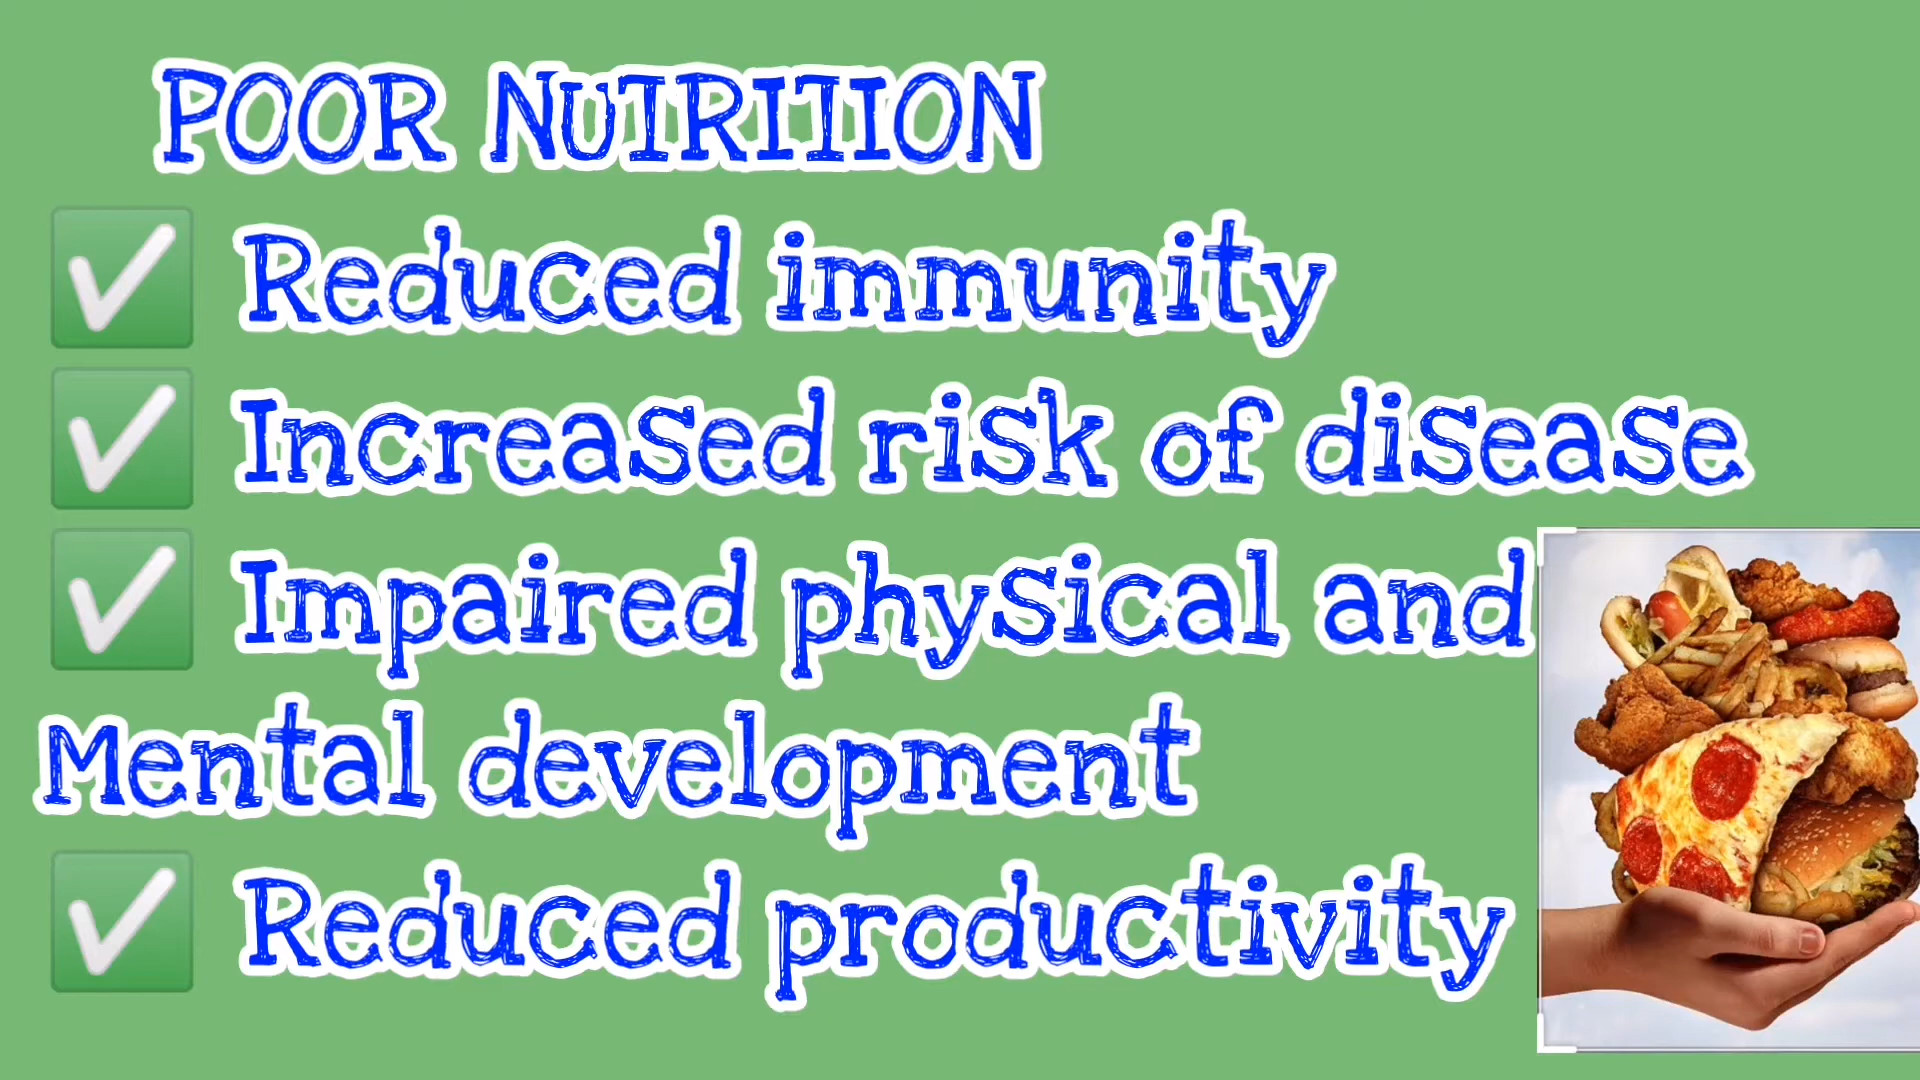 POOR NUTRITION
✅ Reduced immunity
✅ Increased risk of disease
✅ Impaired physical and
Mental development
✅ Reduced productivity